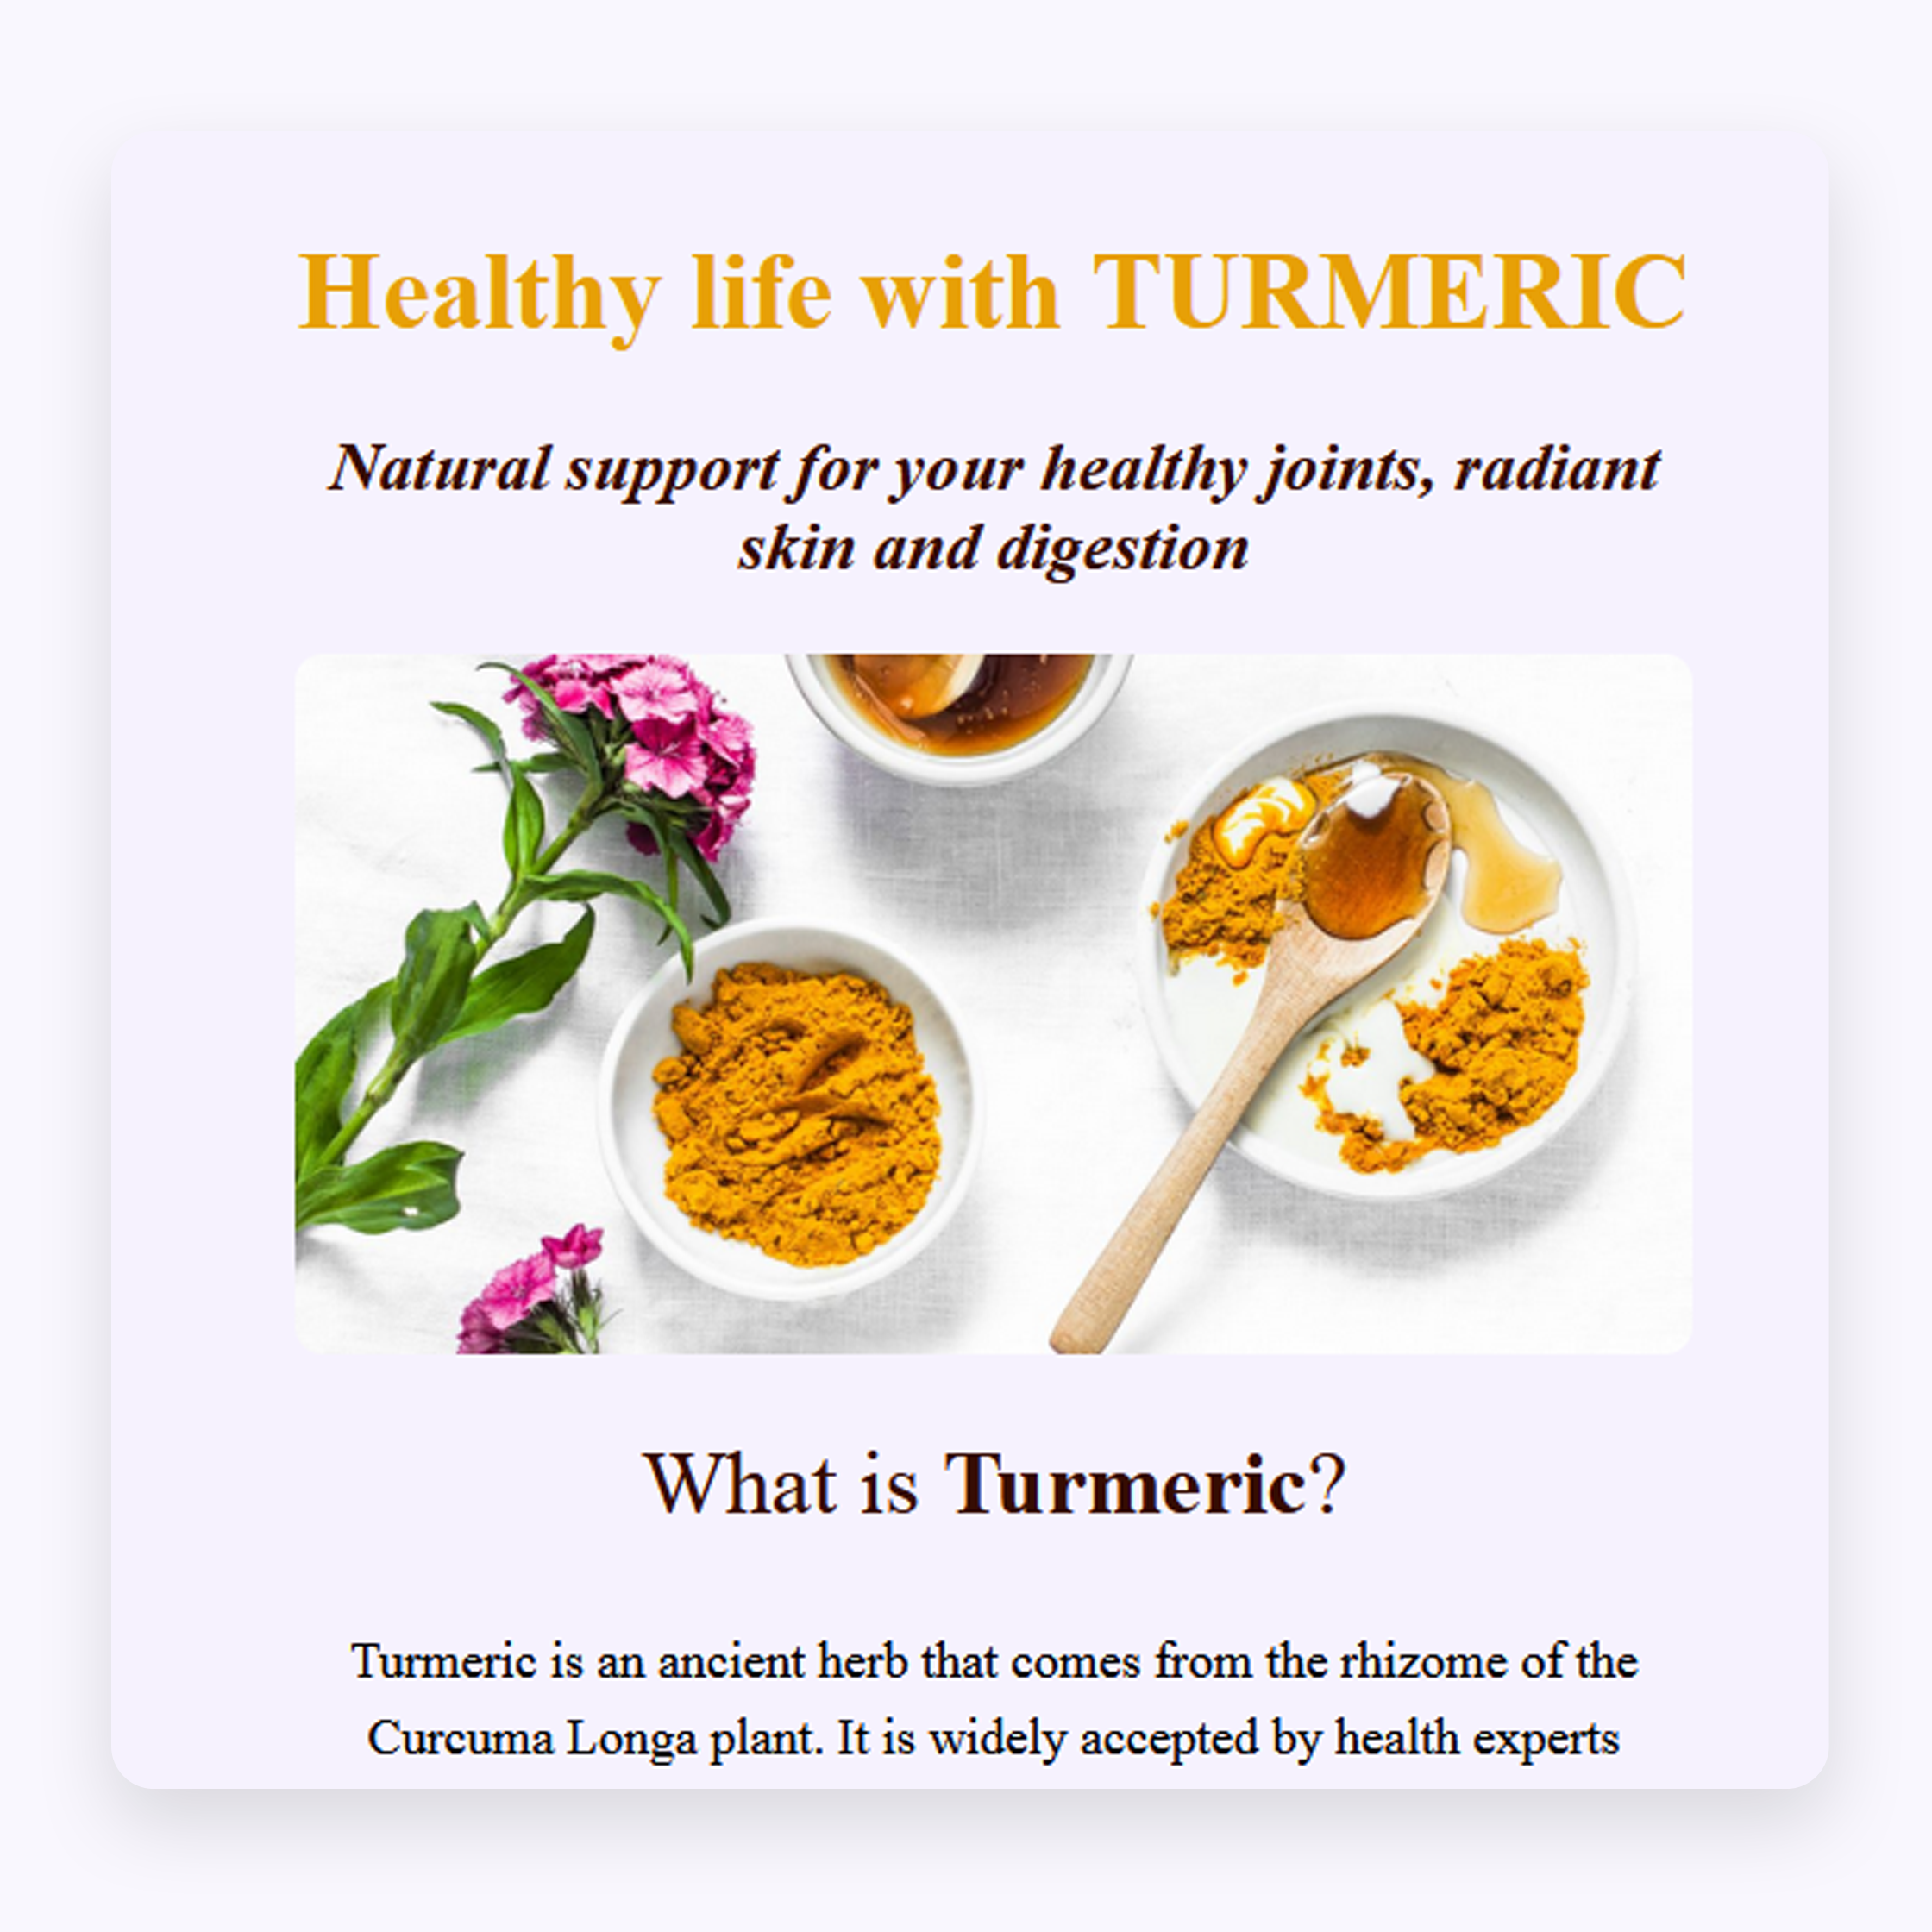 Healthy life with TURMERIC
Natural support for your healthy joints, radiant
skin and digestion
What is Turmeric?
Turmeric is an ancient herb that comes from the rhizome of the
Curcuma Longa plant. It is widely accepted by health experts